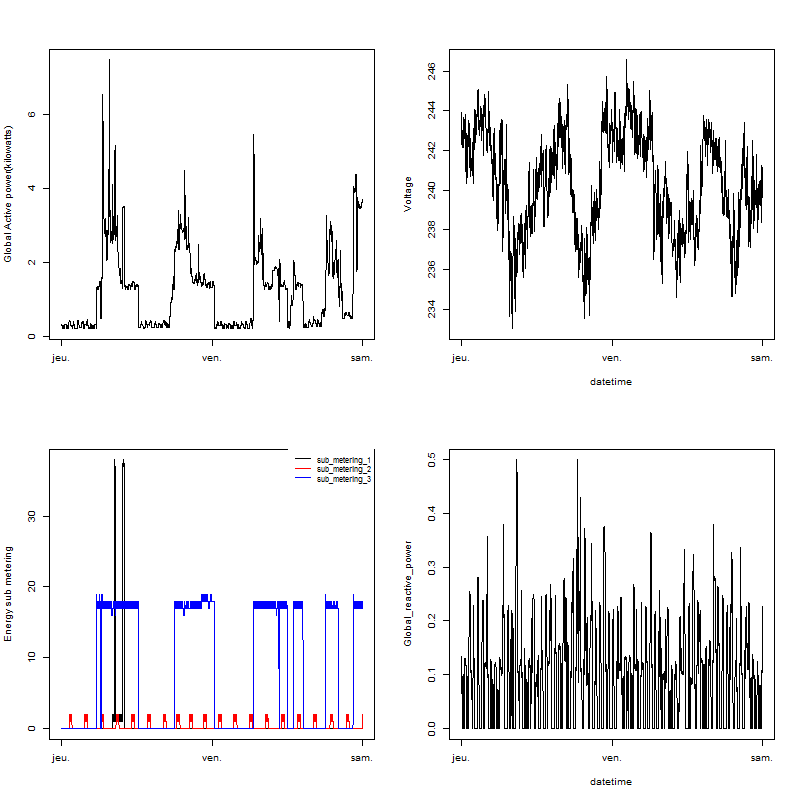 Global Active power(kilowatts)
0 2 4 6
jeu. ven. sam.
Voltage
234 236 238 240 242 244 246
jeu. ven. sam.
datetime
Energy sub metering
0 10 20 30
jeu. ven. sam.
sub_metering_1
sub_metering_2
sub_metering_3
Global_reactive_power
0.0 0.1 0.2 0.3 0.4 0.5
jeu. ven. sam.
datetime